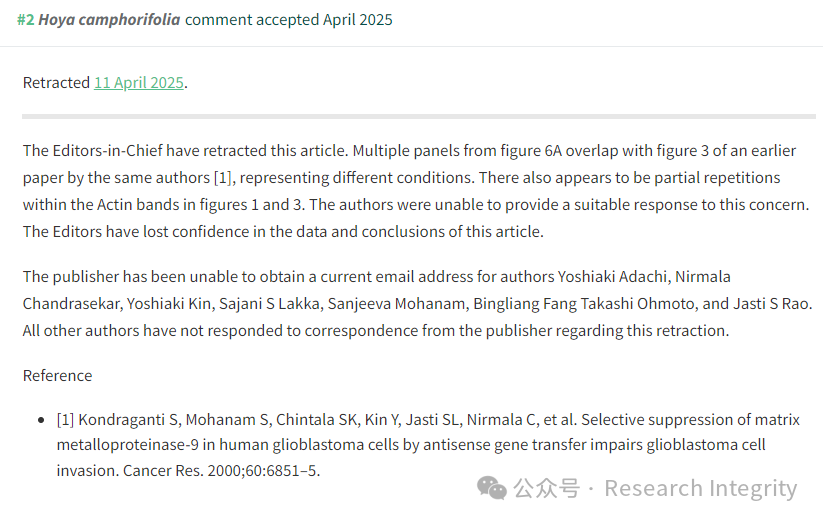 #2 Hoya camphorifolia comment accepted April 2025
Retracted 11 April 2025.
The Editors-in-Chief have retracted this article. Multiple panels from figure 6A overlap with figure 3 of an earlier
paper by the same authors [1], representing different conditions. There also appears to be partial repetitions
within the Actin bands in figures 1 and 3. The authors were unable to provide a suitable response to this concern.
The Editors have lost confidence in the data and conclusions of this article.
The publisher has been unable to obtain a current email address for authors Yoshiaki Adachi, Nirmala
Chandrasekar, Yoshiaki Kin, Sajani S Lakka, Sanjeeva Mohanam, Bingliang Fang Takashi Ohmoto, and Jasti S Rao.
All other authors have not responded to correspondence from the publisher regarding this retraction.
Reference
• [1] Kondraganti S, Mohanam S, Chintala SK, Kin Y, Jasti SL, Nirmala C, et al. Selective suppression of matrix
metalloproteinase-9 in human glioblastoma cells by antisense gene transfer impairs glioblastoma cell
invasion. Cancer Res. 2000;60:6851–5.
公众号 · Research Integrity